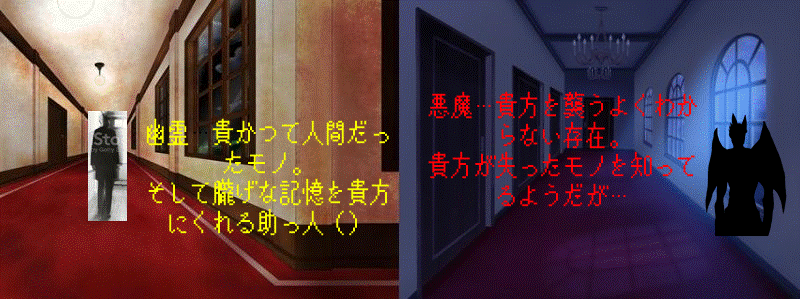 幽霊　貴かつて人間だっ
たモノ。
そして朧げな記憶を貴方
にくれる助っ人（）
悪魔…貴方を襲うよくわか
らない存在。
貴方が失ったモノを知って
るようだが…